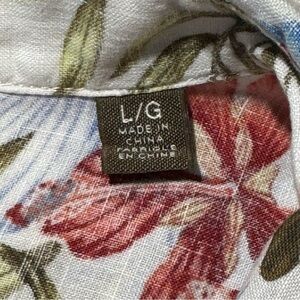 L/G
MADE IN
CHINA
FABRIQUÉ
EN CHINE